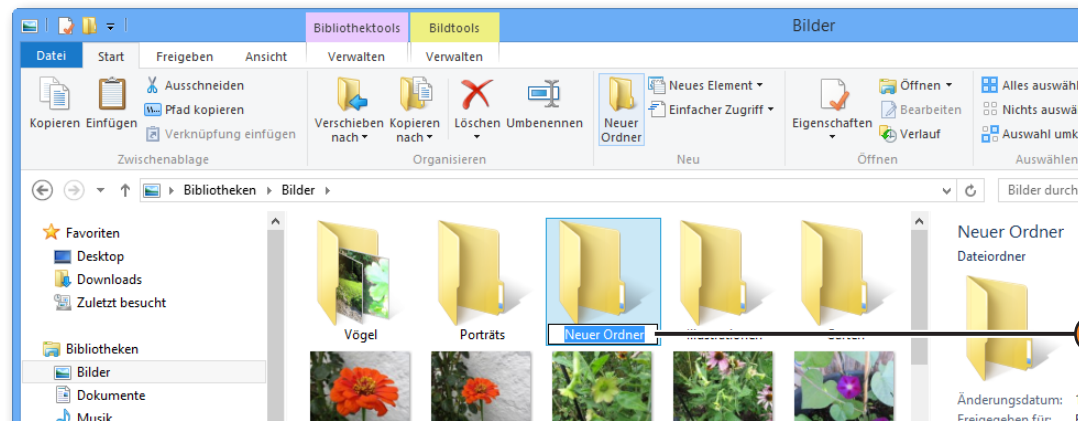 Bibliothektools Bildtools Bilder
Datei Start Freigeben Ansicht Verwalten Verwalten
Kopieren
Einfügen
Ausschneiden
Pfad kopieren
Verknüpfung einfügen
Zwischenablage
Verschieben
nach
Kopieren
nach
Löschen
Umbenennen
Organisieren
Neuer
Ordner
Neues Element
Einfacher Zugriff
Neu
Eigenschaften
Öffnen
Bearbeiten
Verlauf
Öffnen
Alles auswähl
Nichts auswä
Auswahl umk
Auswählen
Bibliotheken Bilder
Bilder durch
Favoriten
Desktop
Downloads
Zuletzt besucht
Bibliotheken
Bilder
Dokumente
Musik
Vögel Porträts Neuer Ordner
Neuer Ordner
Dateiordner
Änderungsdatum:
Freigegeben für: